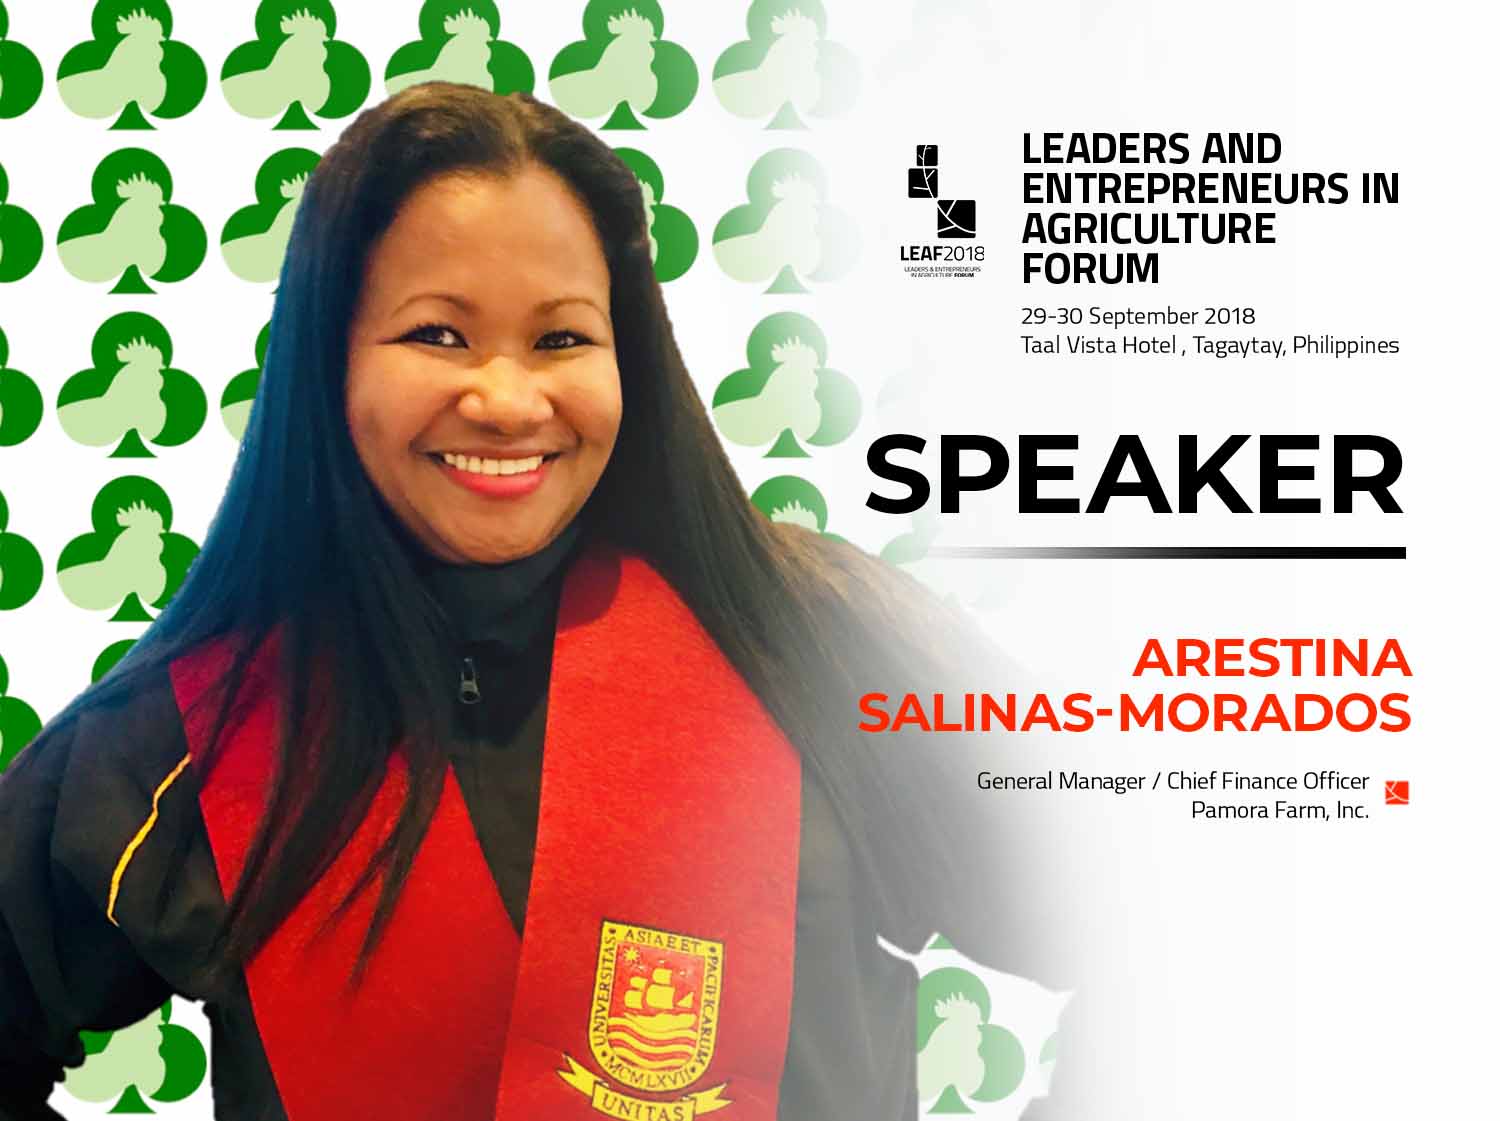 LEADERS AND
ENTREPRENEURS IN
AGRICULTURE
FORUM
29-30 September 2018
Taal Vista Hotel , Tagaytay, Philippines
LEAF2018
LEADERS & ENTREPRENEURS
IN AGRICULTURE FORUM
SPEAKER
ARESTINA
SALINAS-MORADOS
General Manager / Chief Finance Officer
Pamora Farm, Inc.
UNIVERSITAS • ASIAE ET • PACIFICARUM
• MCMLXVII •
UNITAS